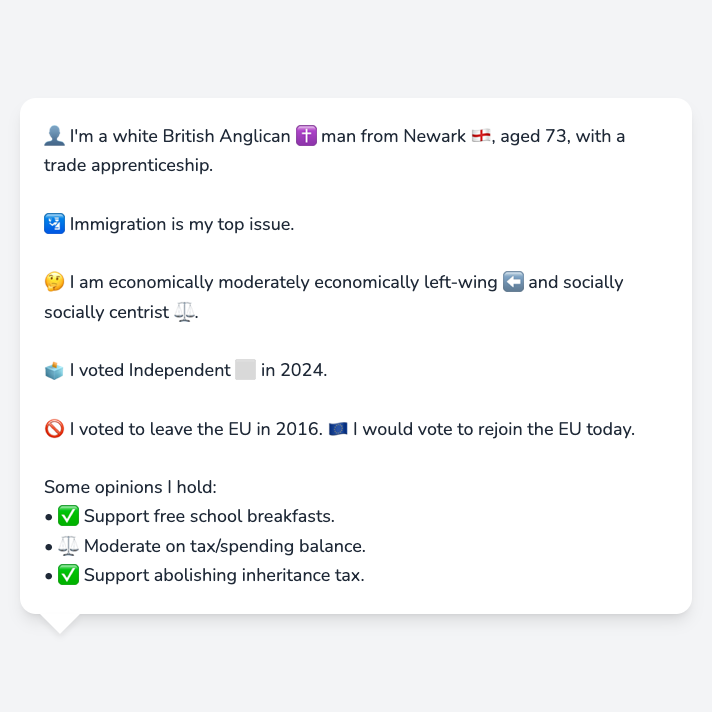 👤 I'm a white British Anglican ✝️ man from Newark 🏴󠁧󠁢󠁥󠁮󠁧󠁿, aged 73, with a
trade apprenticeship.
🛂 Immigration is my top issue.
🤔 I am economically moderately economically left-wing ⬅️ and socially
socially centrist ⚖️.
🗳️ I voted Independent ⬜ in 2024.
🚫 I voted to leave the EU in 2016. 🇪🇺 I would vote to rejoin the EU today.
Some opinions I hold:
• ✅ Support free school breakfasts.
• ⚖️ Moderate on tax/spending balance.
• ✅ Support abolishing inheritance tax.